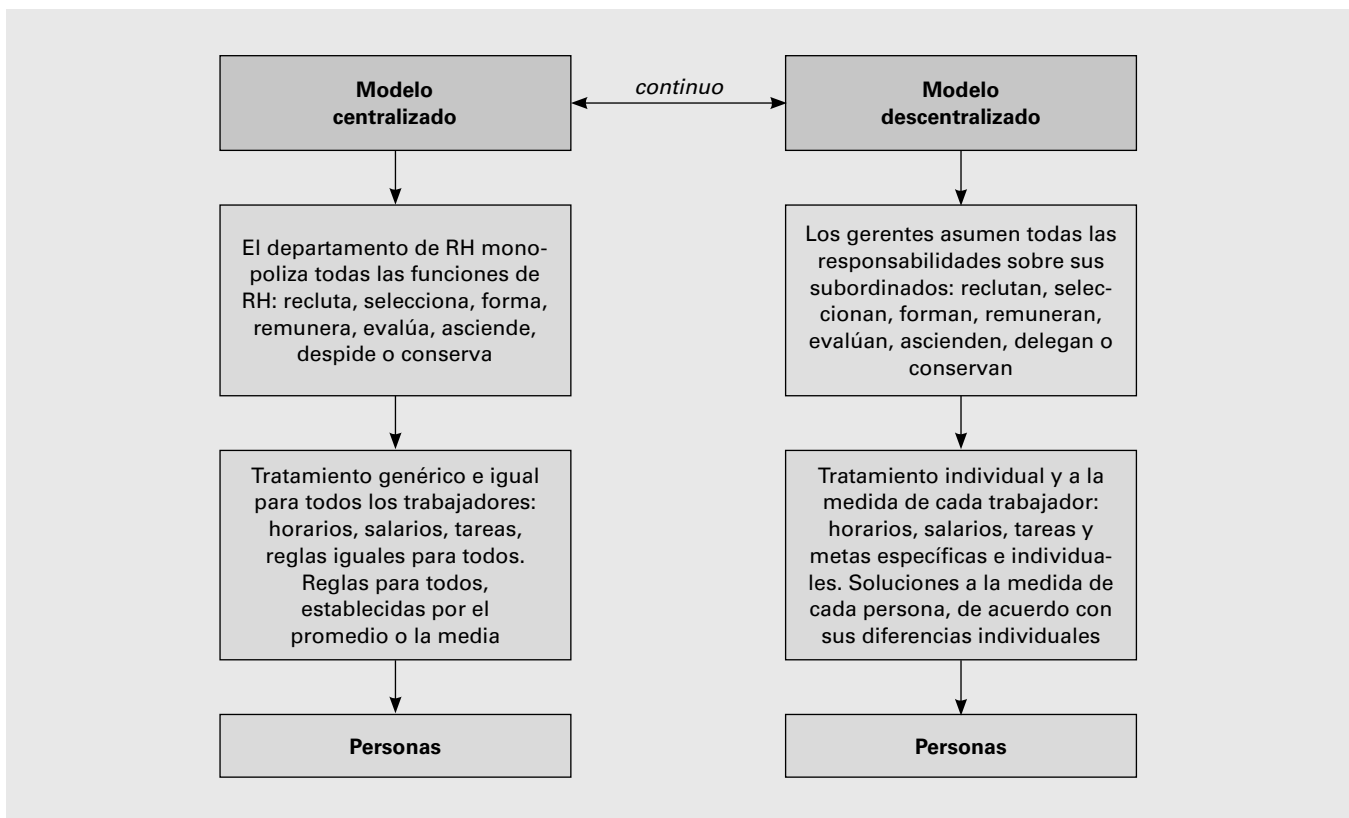 Modelo
centralizado
continuo
Modelo
descentralizado
El departamento de RH mono-
poliza todas las funciones de
RH: recluta, selecciona, forma,
remunera, evalúa, asciende,
despide o conserva
Los gerentes asumen todas las
responsabilidades sobre sus
subordinados: reclutan, selec-
cionan, forman, remuneran,
evalúan, ascienden, delegan o
conservan
Tratamiento genérico e igual
para todos los trabajadores:
horarios, salarios, tareas,
reglas iguales para todos.
Reglas para todos,
establecidas por el
promedio o la media
Tratamiento individual y a la
medida de cada trabajador:
horarios, salarios, tareas y
metas específicas e individua-
les. Soluciones a la medida de
cada persona, de acuerdo con
sus diferencias individuales
Personas
Personas